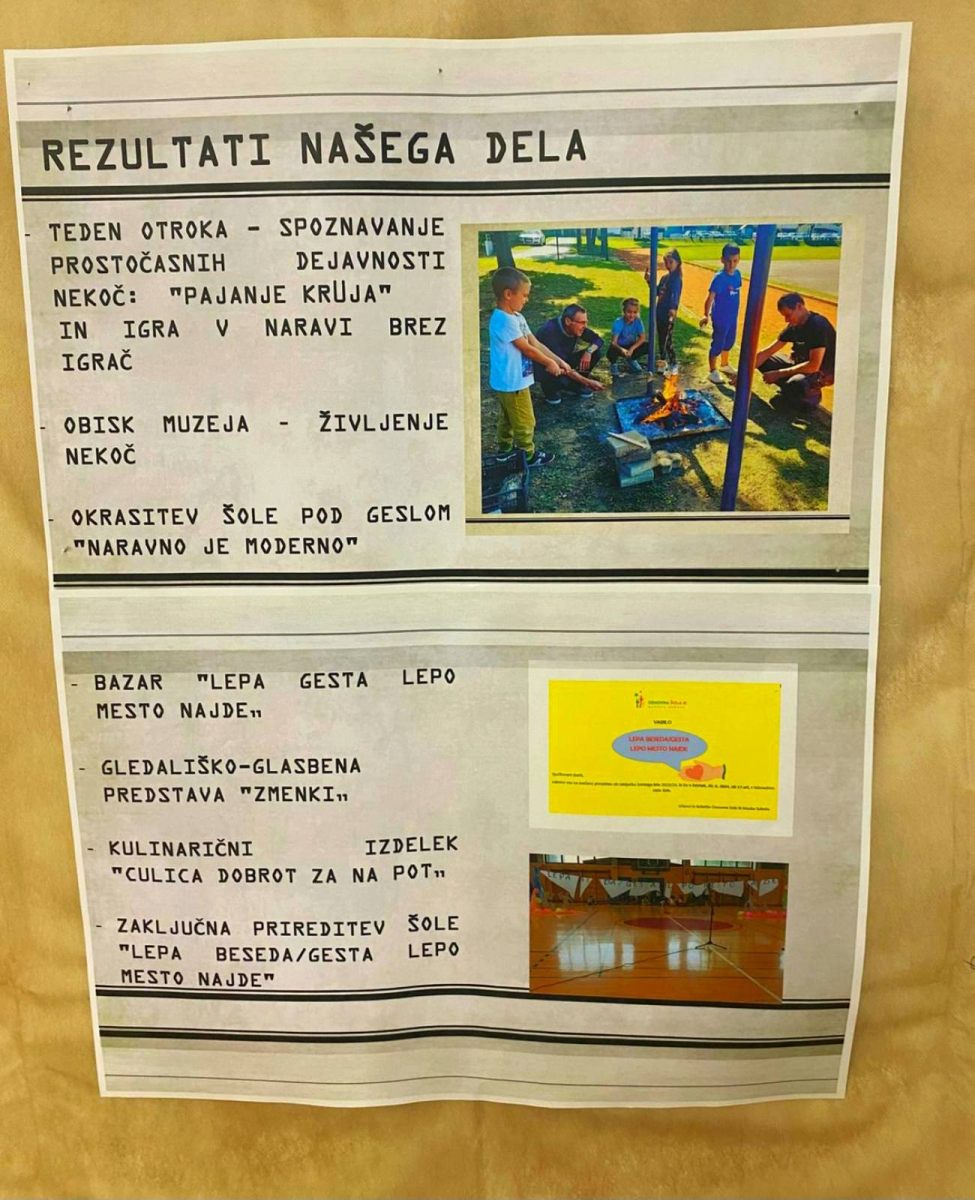 REZULTATI NAŠEGA DELA
- TEDEN OTROKA - SPOZNAVANJE
PROSTOČASNIH DEJAVNOSTI
NEKOČ: "PAJANJE KRÜJA"
IN IGRA V NARAVI BREZ
IGRAČ
- OBISK MUZEJA - ŽIVLJENJE
NEKOČ
- OKRASITEV ŠOLE POD GESLOM
"NARAVNO JE MODERNO"
- BAZAR "LEPA GESTA LEPO
MESTO NAJDE„
- GLEDALIŠKO-GLASBENA
PREDSTAVA "ZMENKI„
- KULINARIČNI IZDELEK
"CULICA DOBROT ZA NA POT„
- ZAKLJUČNA PRIREDITEV ŠOLE
"LEPA BESEDA/GESTA LEPO
MESTO NAJDE"
VABILO
LEPA BESEDA/GESTA
LEPO MESTO NAJDE